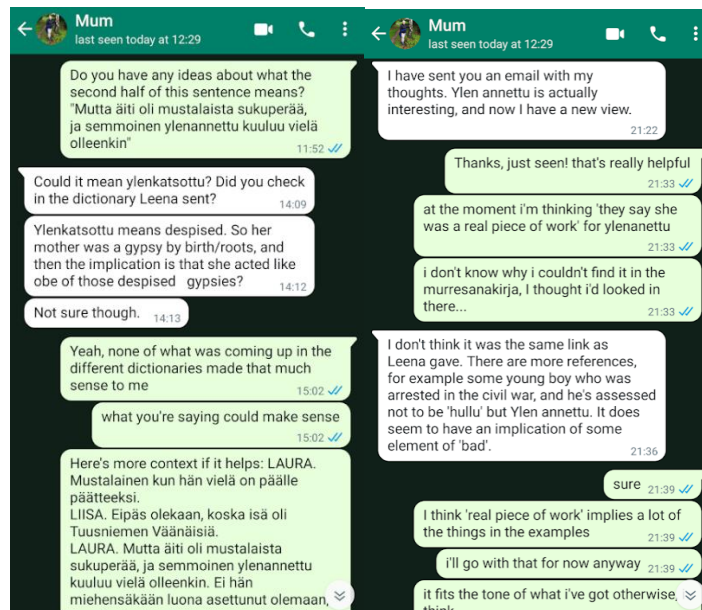 Mum
last seen today at 12:29
Do you have any ideas about what the
second half of this sentence means?
"Mutta äiti oli mustalaista sukuperää,
ja semmoinen ylenannettu kuuluu vielä
olleenkin"
11:52
Could it mean ylenkatsottu? Did you check
in the dictionary Leena sent?
14:09
Ylenkatsottu means despised. So her
mother was a gypsy by birth/roots, and
then the implication is that she acted like
obe of those despised gypsies?
14:12
Not sure though.
14:13
Yeah, none of what was coming up in the
different dictionaries made that much
sense to me
15:02
what you're saying could make sense
15:02
Here's more context if it helps: LAURA.
Mustalainen kun hän vielä on päälle
päätteeksi.
LIISA. Eipäs olekaan, koska isä oli
Tuusniemen Väänäisiä.
LAURA. Mutta äiti oli mustalaista
sukuperää, ja semmoinen ylenannettu
kuuluu vielä olleenkin. Ei hän
miehensäkään luona asettunut olemaan,
Mum
last seen today at 12:29
I have sent you an email with my
thoughts. Ylen annettu is actually
interesting, and now I have a new view.
21:22
Thanks, just seen! that's really helpful
21:33
at the moment i'm thinking 'they say she
was a real piece of work' for ylenanettu
21:33
i don't know why i couldn't find it in the
murresanakirja, I thought i'd looked in
there...
21:33
I don't think it was the same link as
Leena gave. There are more references,
for example some young boy who was
arrested in the civil war, and he's assessed
not to be 'hullu' but Ylen annettu. It does
seem to have an implication of some
element of 'bad'.
21:36
sure
21:39
I think 'real piece of work' implies a lot of
the things in the examples
21:39
i'll go with that for now anyway
21:39
it fits the tone of what i've got otherwise,